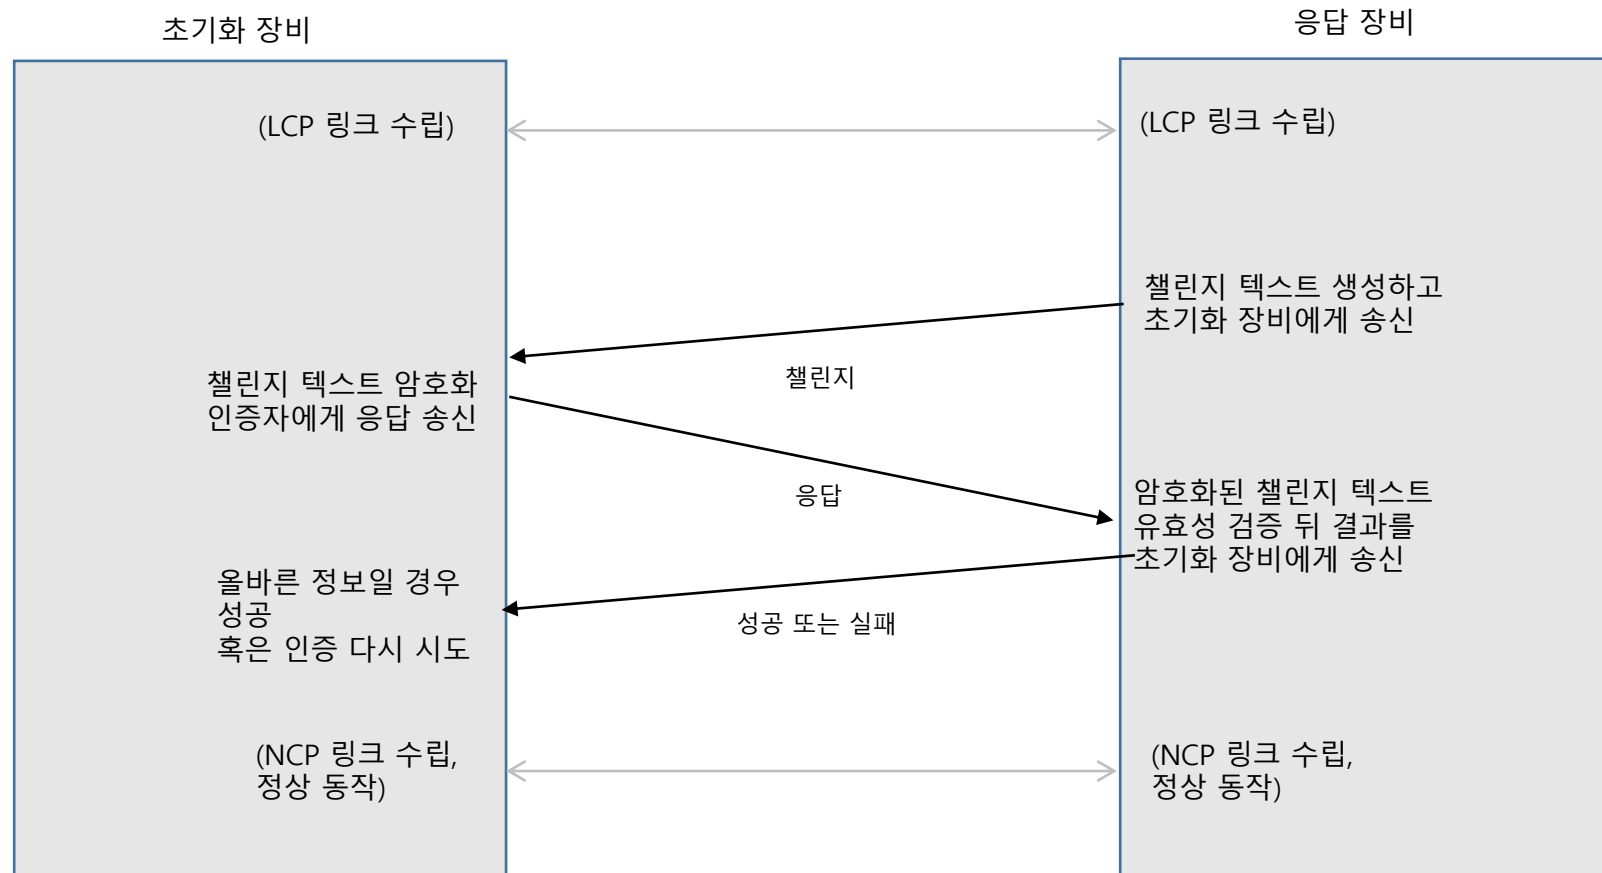 초기화 장비
응답 장비
(LCP 링크 수립)
(LCP 링크 수립)
챌린지 텍스트 생성하고
초기화 장비에게 송신
챌린지
챌린지 텍스트 암호화
인증자에게 응답 송신
응답
암호화된 챌린지 텍스트
유효성 검증 뒤 결과를
초기화 장비에게 송신
올바른 정보일 경우
성공
혹은 인증 다시 시도
성공 또는 실패
(NCP 링크 수립,
정상 동작)
(NCP 링크 수립,
정상 동작)